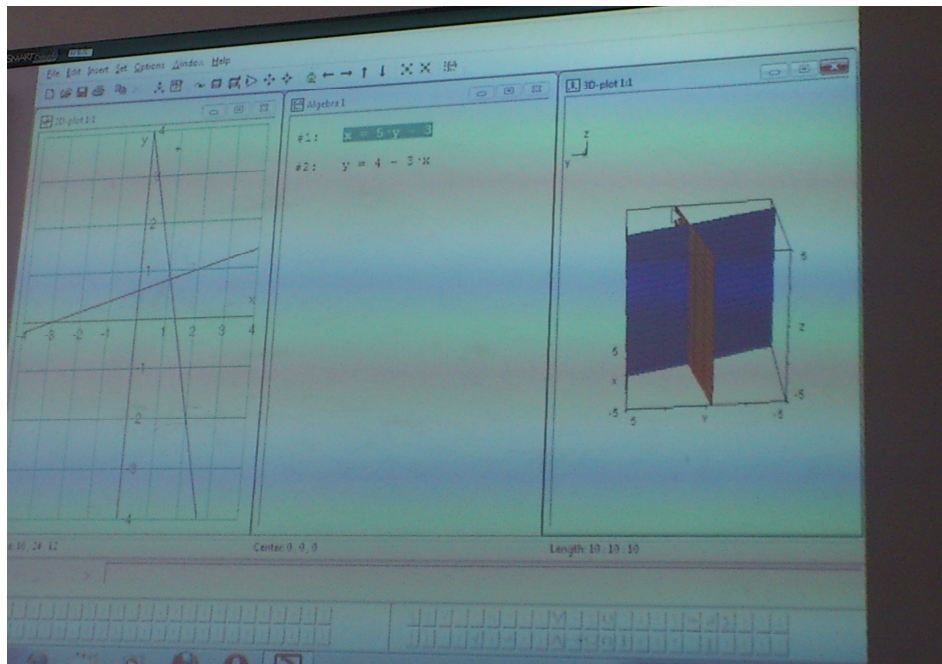 SMART
File Edit Insert Set Options Window Help
2D-plot 1:1
Algebra 1
3D-plot 1:1
#1: x = 5·y - 3
#2: y = 4 - 3·x
y 4
3
2
1
x
-4 -3 -2 -1 1 2 3 4
-1
-2
-3
-4
z
y
5
z
5
x
-5
-5
5 y -5
Center: 0, 0, 0
Length: 10 : 10 : 10